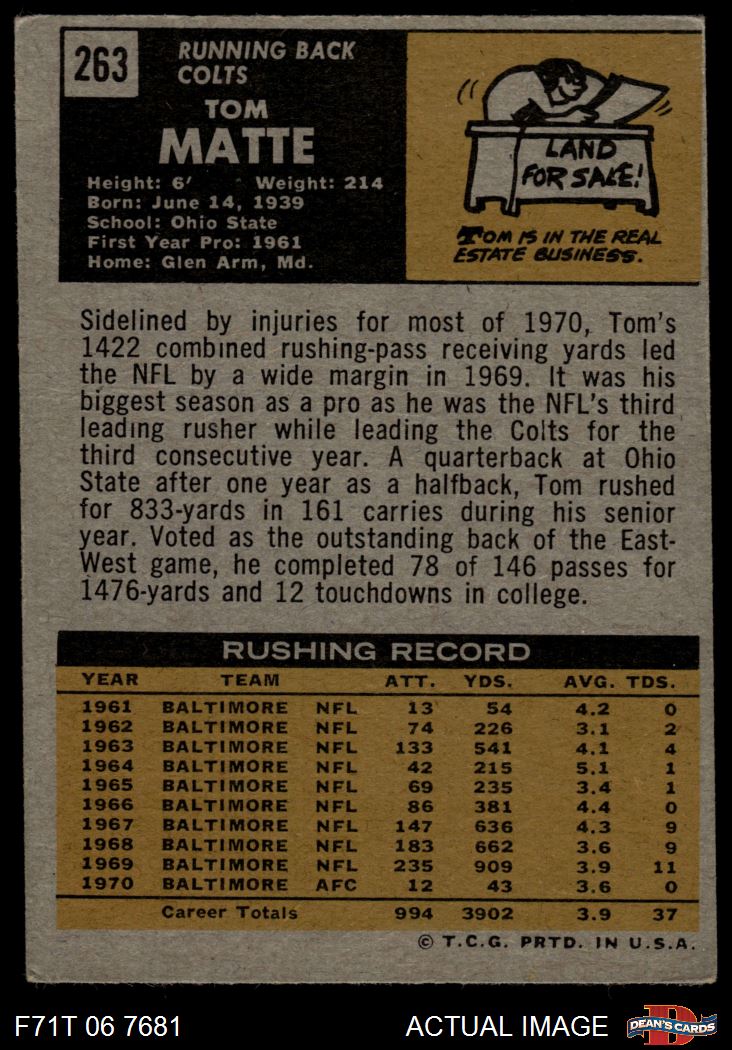 263
RUNNING BACK
COLTS
TOM
MATTE
Height: 6' Weight: 214
Born: June 14, 1939
School: Ohio State
First Year Pro: 1961
Home: Glen Arm, Md.
LAND
FOR SALE!
TOM IS IN THE REAL
ESTATE BUSINESS.
Sidelined by injuries for most of 1970, Tom's
1422 combined rushing-pass receiving yards led
the NFL by a wide margin in 1969. It was his
biggest season as a pro as he was the NFL's third
leading rusher while leading the Colts for the
third consecutive year. A quarterback at Ohio
State after one year as a halfback, Tom rushed
for 833-yards in 161 carries during his senior
year. Voted as the outstanding back of the East-
West game, he completed 78 of 146 passes for
1476-yards and 12 touchdowns in college.
RUSHING RECORD
YEAR TEAM ATT. YDS. AVG. TDS.
1961 BALTIMORE NFL 13 54 4.2 0
1962 BALTIMORE NFL 74 226 3.1 2
1963 BALTIMORE NFL 133 541 4.1 4
1964 BALTIMORE NFL 42 215 5.1 1
1965 BALTIMORE NFL 69 235 3.4 1
1966 BALTIMORE NFL 86 381 4.4 0
1967 BALTIMORE NFL 147 636 4.3 9
1968 BALTIMORE NFL 183 662 3.6 9
1969 BALTIMORE NFL 235 909 3.9 11
1970 BALTIMORE AFC 12 43 3.6 0
Career Totals 994 3902 3.9 37
© T.C.G. PRTD. IN U.S.A.
F71T 06 7681 ACTUAL IMAGE DEAN'S CARDS